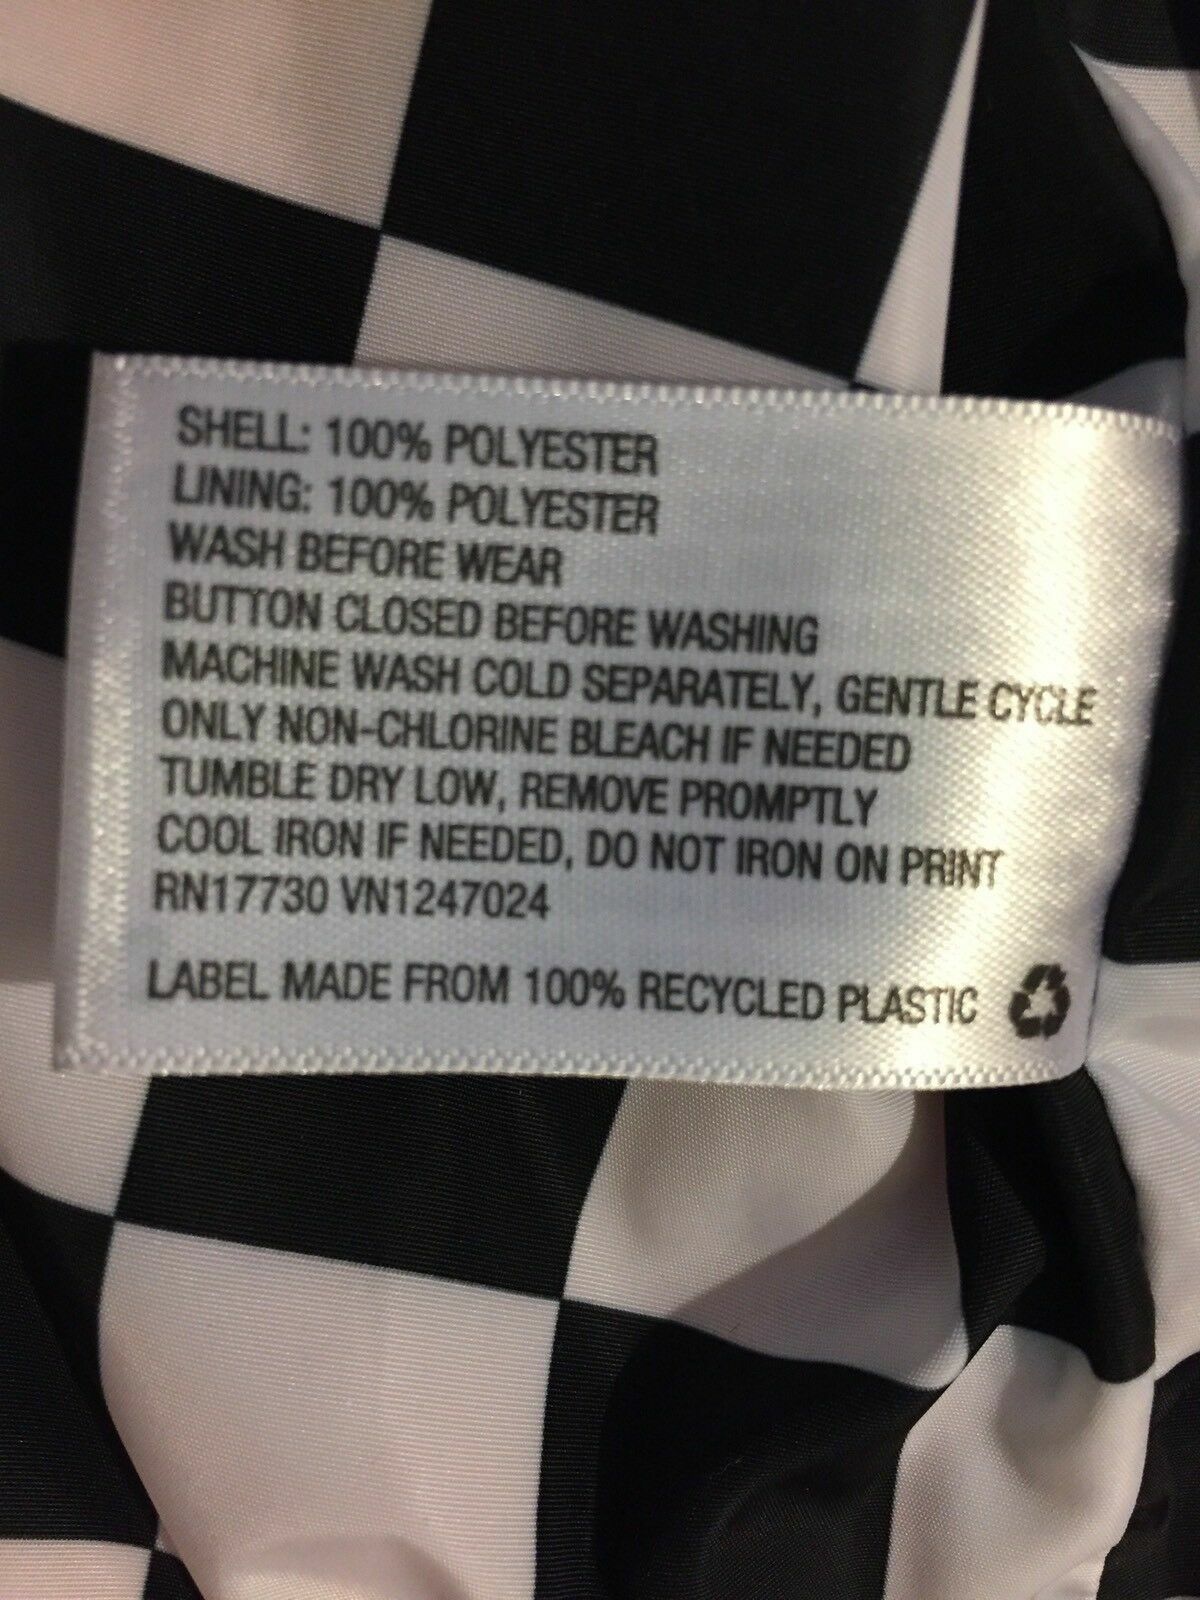 SHELL: 100% POLYESTER
LINING: 100% POLYESTER
WASH BEFORE WEAR
BUTTON CLOSED BEFORE WASHING
MACHINE WASH COLD SEPARATELY, GENTLE CYCLE
ONLY NON-CHLORINE BLEACH IF NEEDED
TUMBLE DRY LOW, REMOVE PROMPTLY
COOL IRON IF NEEDED, DO NOT IRON ON PRINT
RN17730 VN1247024
LABEL MADE FROM 100% RECYCLED PLASTIC